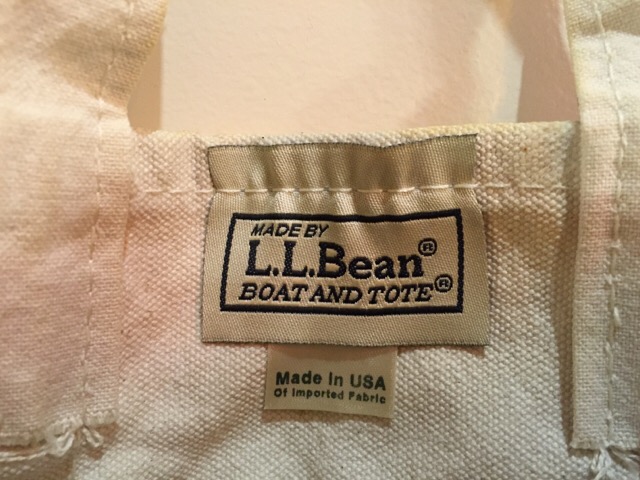 MADE BY
L.L.Bean®
BOAT AND TOTE®
Made in USA
Of Imported Fabric